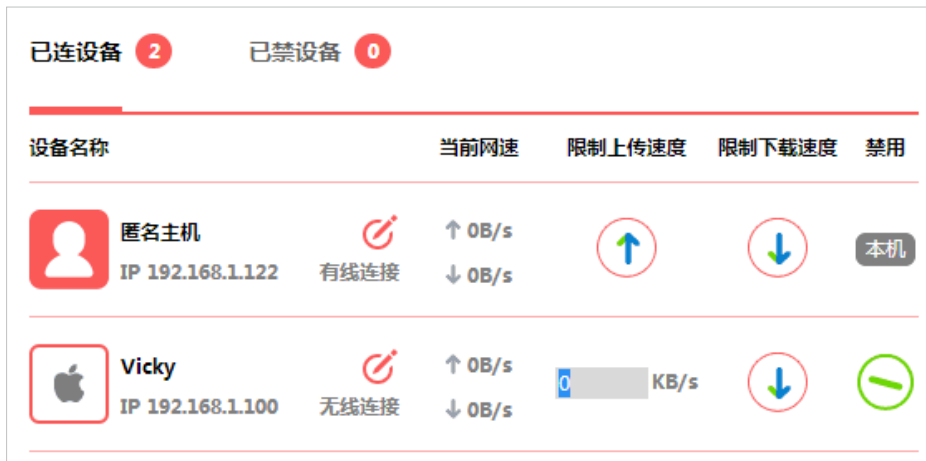 已连设备 2 已禁设备 0
设备名称 当前网速 限制上传速度 限制下载速度 禁用
匿名主机 0B/s 本机
IP 192.168.1.122 有线连接 0B/s
Vicky 0B/s 0 KB/s
IP 192.168.1.100 无线连接 0B/s